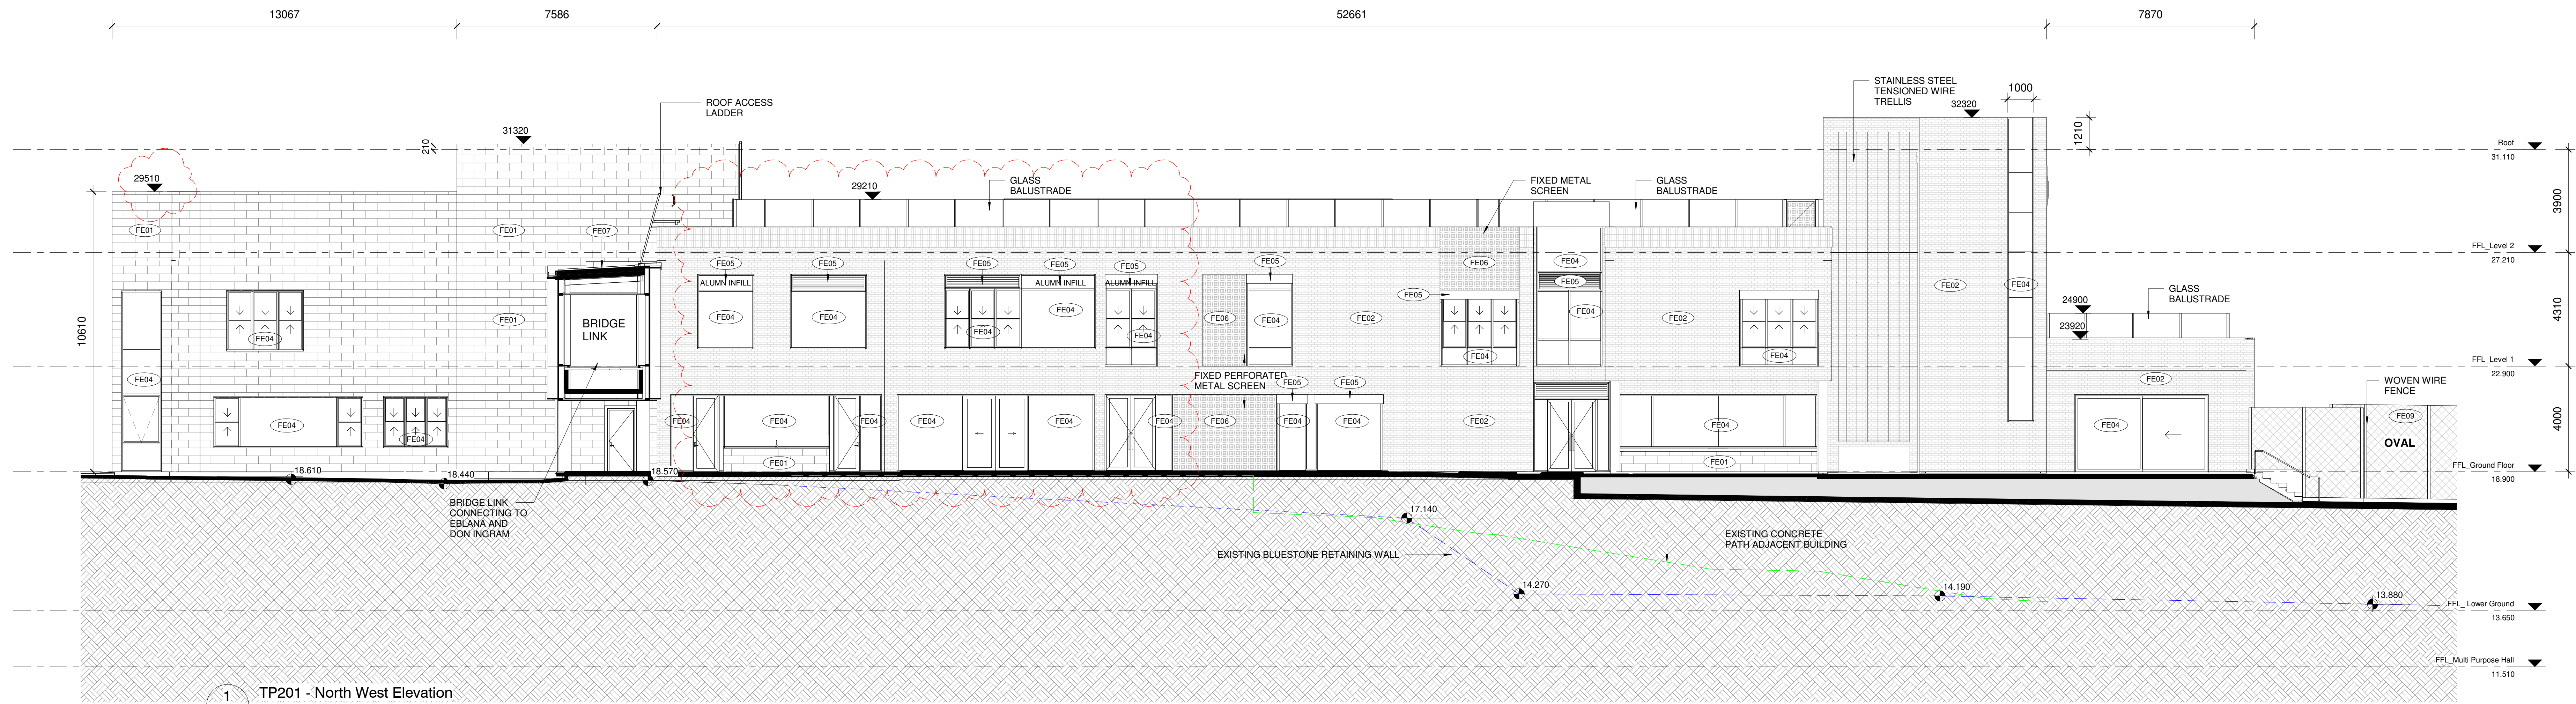 13067
7586
52661
7870
STAINLESS STEEL
TENSIONED WIRE
TRELLIS
1000
ROOF ACCESS
LADDER
32320
31320
210
1210
Roof
31.110
29510
29210
GLASS
BALUSTRADE
FIXED METAL
SCREEN
GLASS
BALUSTRADE
3900
FE01
FE01
FE07
FFL_Level 2
27.210
FE05
FE05
FE05
FE05
FE05
FE05
FE06
FE04
FE05
ALUMN INFILL
ALUMN INFILL
ALUMN INFILL
FE05
FE02
FE04
GLASS
BALUSTRADE
24900
23920
10610
4310
FE01
BRIDGE
LINK
FE04
FE04
FE04
FE04
FE04
FE04
FE06
FE04
FE02
FE04
FE04
FE02
FE04
FFL_Level 1
22.900
FIXED PERFORATED
METAL SCREEN
FE05
FE05
FE04
FE02
WOVEN WIRE
FENCE
FE09
OVAL
4000
FE04
FE04
FE04
FE04
FE04
FE04
FE04
FE04
FE06
FE04
FE04
FE02
FE04
FE04
FE01
FE01
FFL_Ground Floor
18.900
18.610
18.440
18.570
BRIDGE LINK
CONNECTING TO
EBLANA AND
DON INGRAM
17.140
EXISTING BLUESTONE RETAINING WALL
EXISTING CONCRETE
PATH ADJACENT BUILDING
14.270
14.190
13.880
FFL_ Lower Ground
13.650
FFL_Multi Purpose Hall
11.510
1
TP201 - North West Elevation